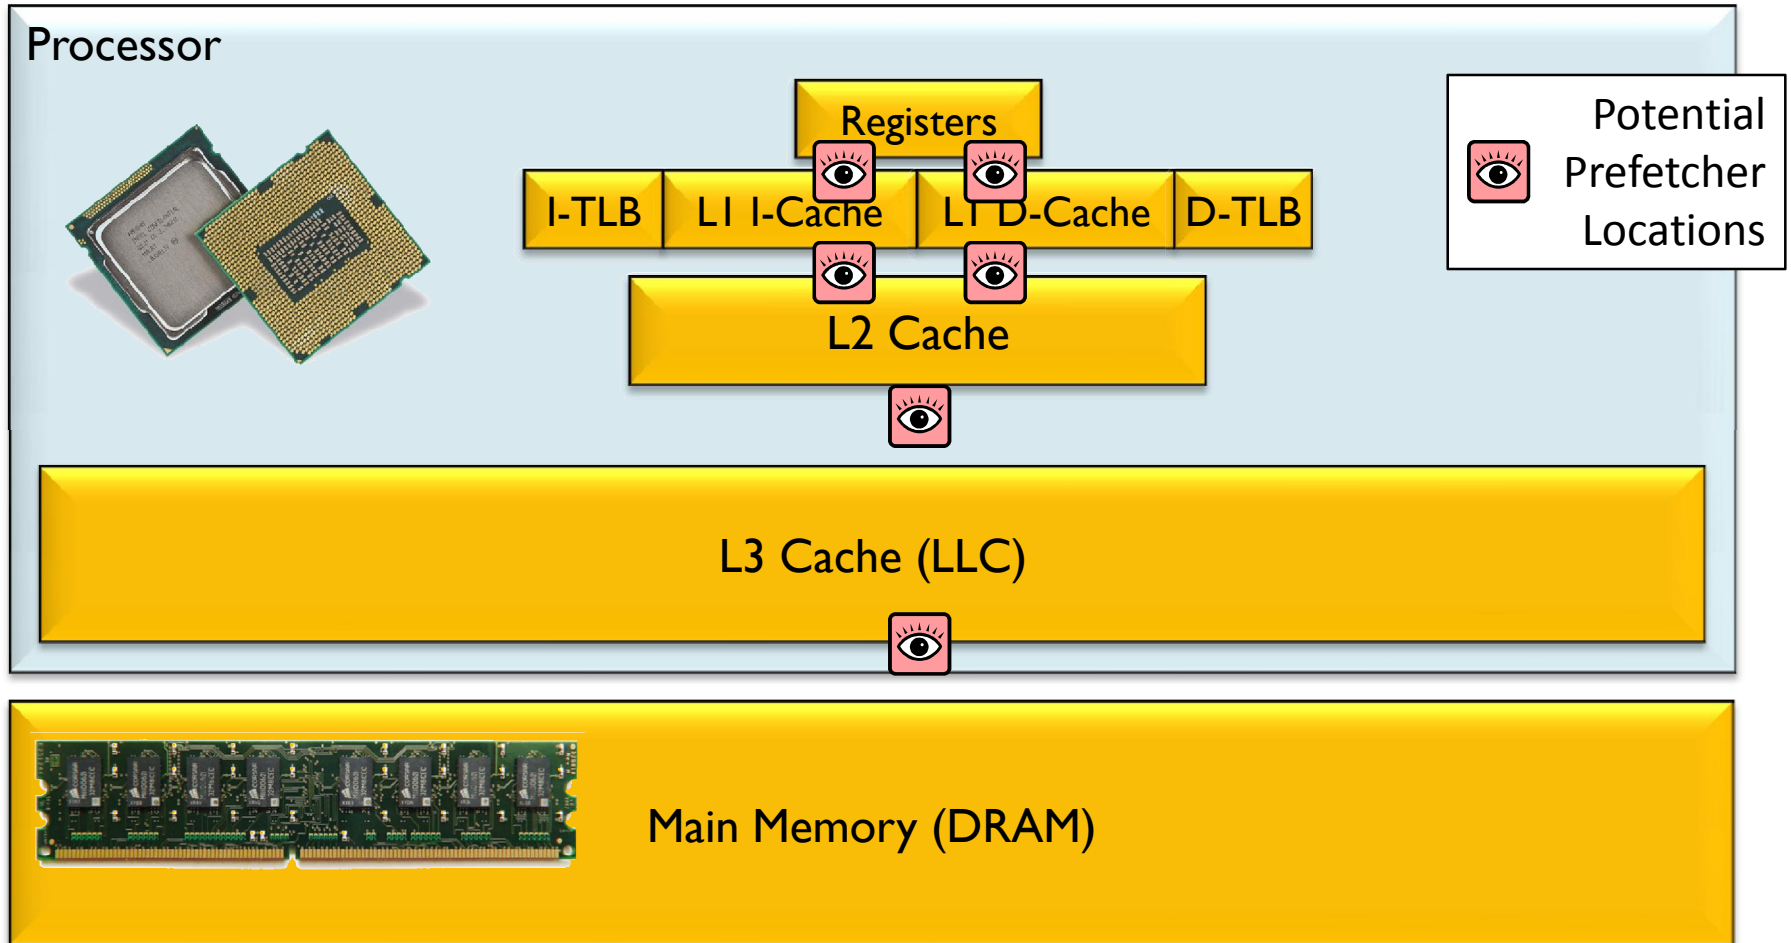 Processor
Registers
Potential
Prefetcher
Locations
I-TLB
L1 I-Cache
L1 D-Cache
D-TLB
L2 Cache
L3 Cache (LLC)
Main Memory (DRAM)